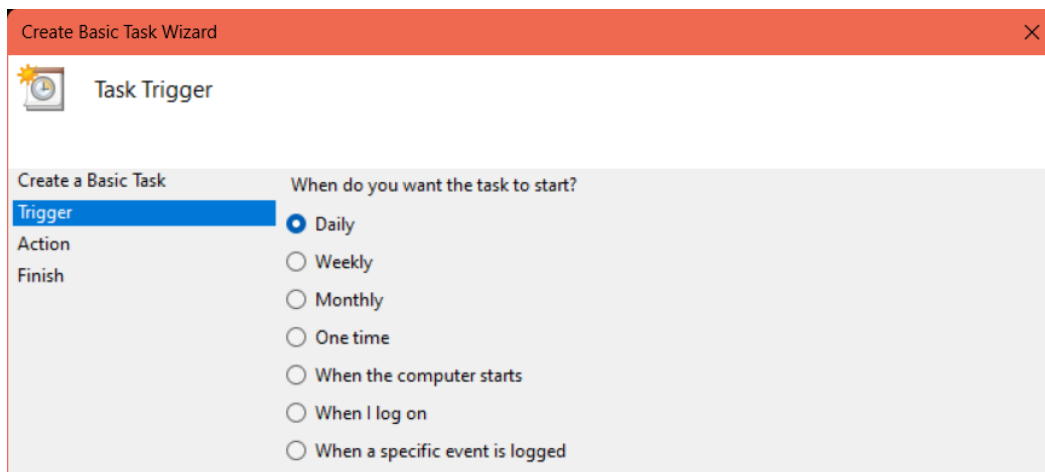 Create Basic Task Wizard
Task Trigger
Create a Basic Task
Trigger
Action
Finish
When do you want the task to start?
Daily
Weekly
Monthly
One time
When the computer starts
When I log on
When a specific event is logged